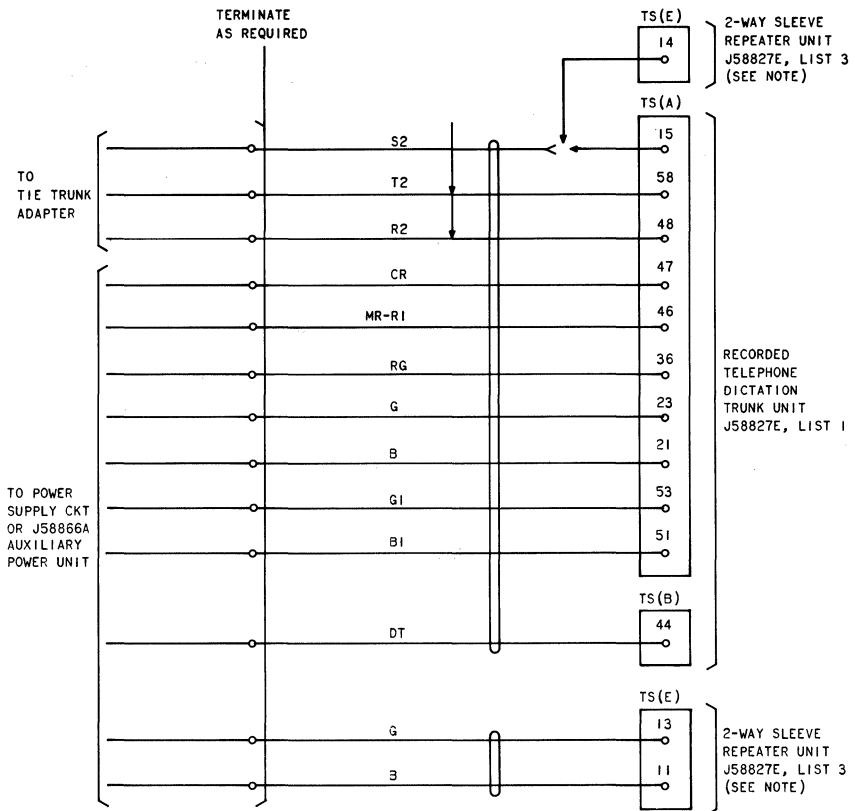 TERMINATE
AS REQUIRED
TS(E)
14
2-WAY SLEEVE
REPEATER UNIT
J58827E, LIST 3
(SEE NOTE)
TS(A)
S2
15
T2
58
R2
48
TO
TIE TRUNK
ADAPTER
CR
47
MR-R1
46
RG
36
G
23
B
21
G1
53
B1
51
RECORDED
TELEPHONE
DICTATION
TRUNK UNIT
J58827E, LIST 1
TO POWER
SUPPLY CKT
OR J58866A
AUXILIARY
POWER UNIT
TS(B)
DT
44
TS(E)
G
13
B
11
2-WAY SLEEVE
REPEATER UNIT
J58827E, LIST 3
(SEE NOTE)